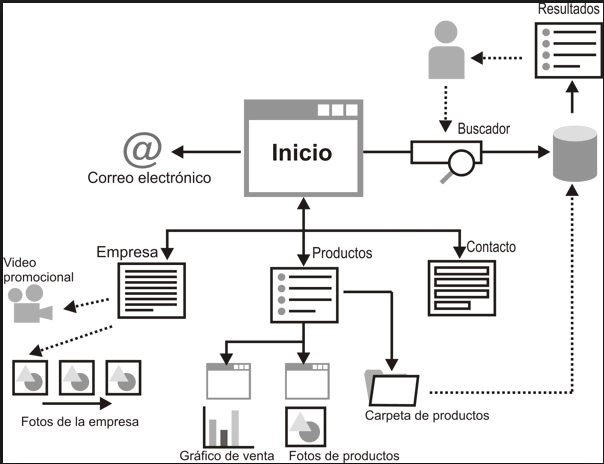 Resultados
Buscador
Inicio
@
Correo electrónico
Empresa
Productos
Contacto
Video
promocional
Fotos de la empresa
Carpeta de productos
Gráfico de venta
Fotos de productos